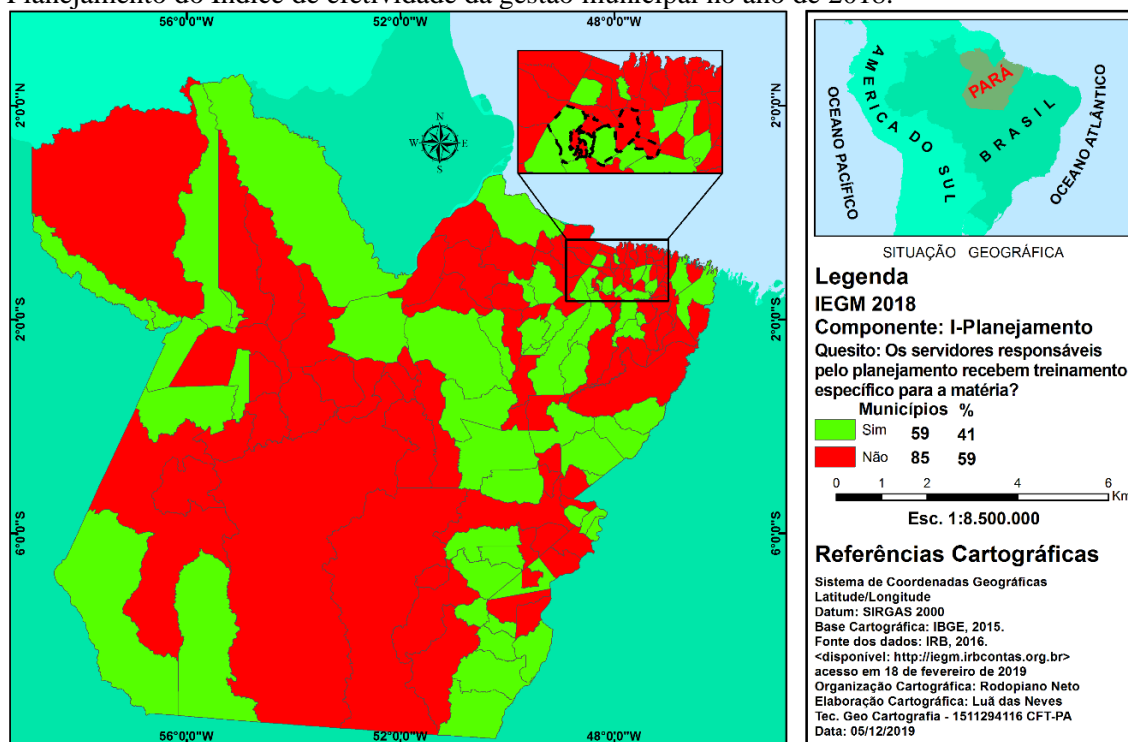 Planejamento do Índice de efetividade da gestão municipal no ano de 2018.
56°0'0"W
52°0'0"W
48°0'0"W
2°0'0"N
2°0'0"N
N
W
E
S
2°0'0"S
2°0'0"S
6°0'0"S
6°0'0"S
56°0'0"W
52°0'0"W
48°0'0"W
OCEANO PACÍFICO
AMERICA DO SUL
PARÁ
BRASIL
OCEANO ATLÂNTICO
SITUAÇÃO GEOGRÁFICA
Legenda
IEGM 2018
Componente: I-Planejamento
Quesito: Os servidores responsáveis
pelo planejamento recebem treinamento
específico para a matéria?
Municípios %
Sim 59 41
Não 85 59
0 1 2 4 6
Km
Esc. 1:8.500.000
Referências Cartográficas
Sistema de Coordenadas Geográficas
Latitude/Longitude
Datum: SIRGAS 2000
Base Cartográfica: IBGE, 2015.
Fonte dos dados: IRB, 2016.
<disponível: http://iegm.irbcontas.org.br>
acesso em 18 de fevereiro de 2019
Organização Cartográfica: Rodopiano Neto
Elaboração Cartográfica: Luã das Neves
Tec. Geo Cartografia - 1511294116 CFT-PA
Data: 05/12/2019